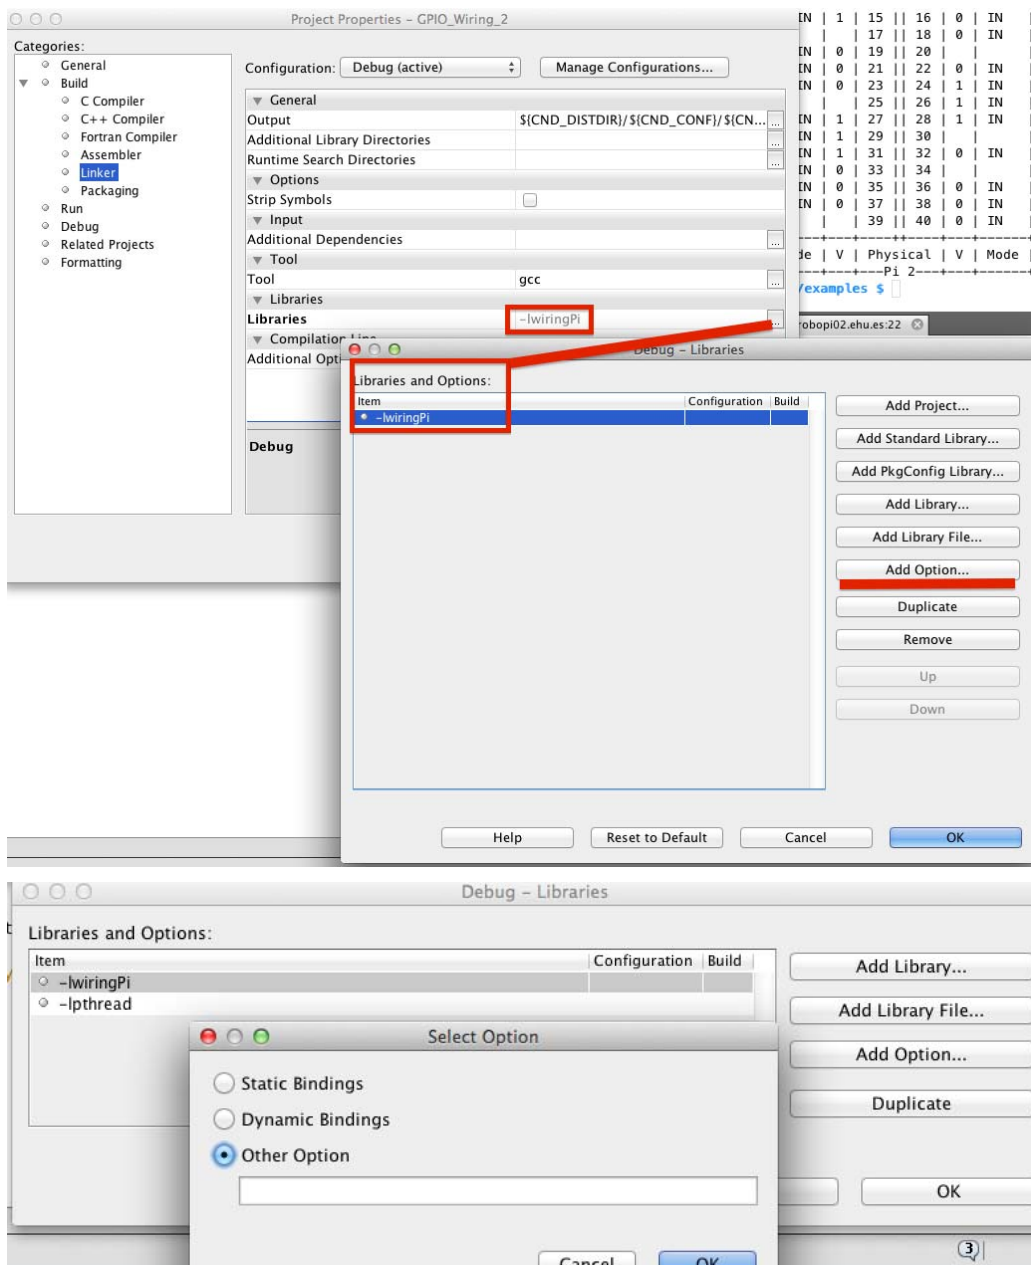 Project Properties – GPIO_Wiring_2
Categories:
General
Build
C Compiler
C++ Compiler
Fortran Compiler
Assembler
Linker
Packaging
Run
Debug
Related Projects
Formatting
Configuration: Debug (active) Manage Configurations...
General
Output ${CND_DISTDIR}/${CND_CONF}/${CN... ...
Additional Library Directories ...
Runtime Search Directories ...
Options
Strip Symbols
Input
Additional Dependencies ...
Tool
Tool gcc ...
Libraries
Libraries -lwiringPi ...
Compilation Line
Additional Opti
Debug
IN | 1 | 15 || 16 | 0 | IN
| | 17 || 18 | 0 | IN
IN | 0 | 19 || 20 | |
IN | 0 | 21 || 22 | 0 | IN
IN | 0 | 23 || 24 | 1 | IN
| | 25 || 26 | 1 | IN
IN | 1 | 27 || 28 | 1 | IN
IN | 1 | 29 || 30 | |
IN | 1 | 31 || 32 | 0 | IN
IN | 0 | 33 || 34 | |
IN | 0 | 35 || 36 | 0 | IN
IN | 0 | 37 || 38 | 0 | IN
| | 39 || 40 | 0 | IN
----+---+----++----+---+------
de | V | Physical | V | Mode |
----+---+---Pi 2---+---+------
/examples $
robopi02.ehu.es:22
Debug – Libraries
Libraries and Options:
Item Configuration Build
-lwiringPi
Add Project...
Add Standard Library...
Add PkgConfig Library...
Add Library...
Add Library File...
Add Option...
Duplicate
Remove
Up
Down
Help Reset to Default Cancel OK
Debug – Libraries
Libraries and Options:
Item Configuration Build
-lwiringPi
-lpthread
Add Library...
Add Library File...
Add Option...
Duplicate
OK
Select Option
Static Bindings
Dynamic Bindings
Other Option
Cancel OK
3